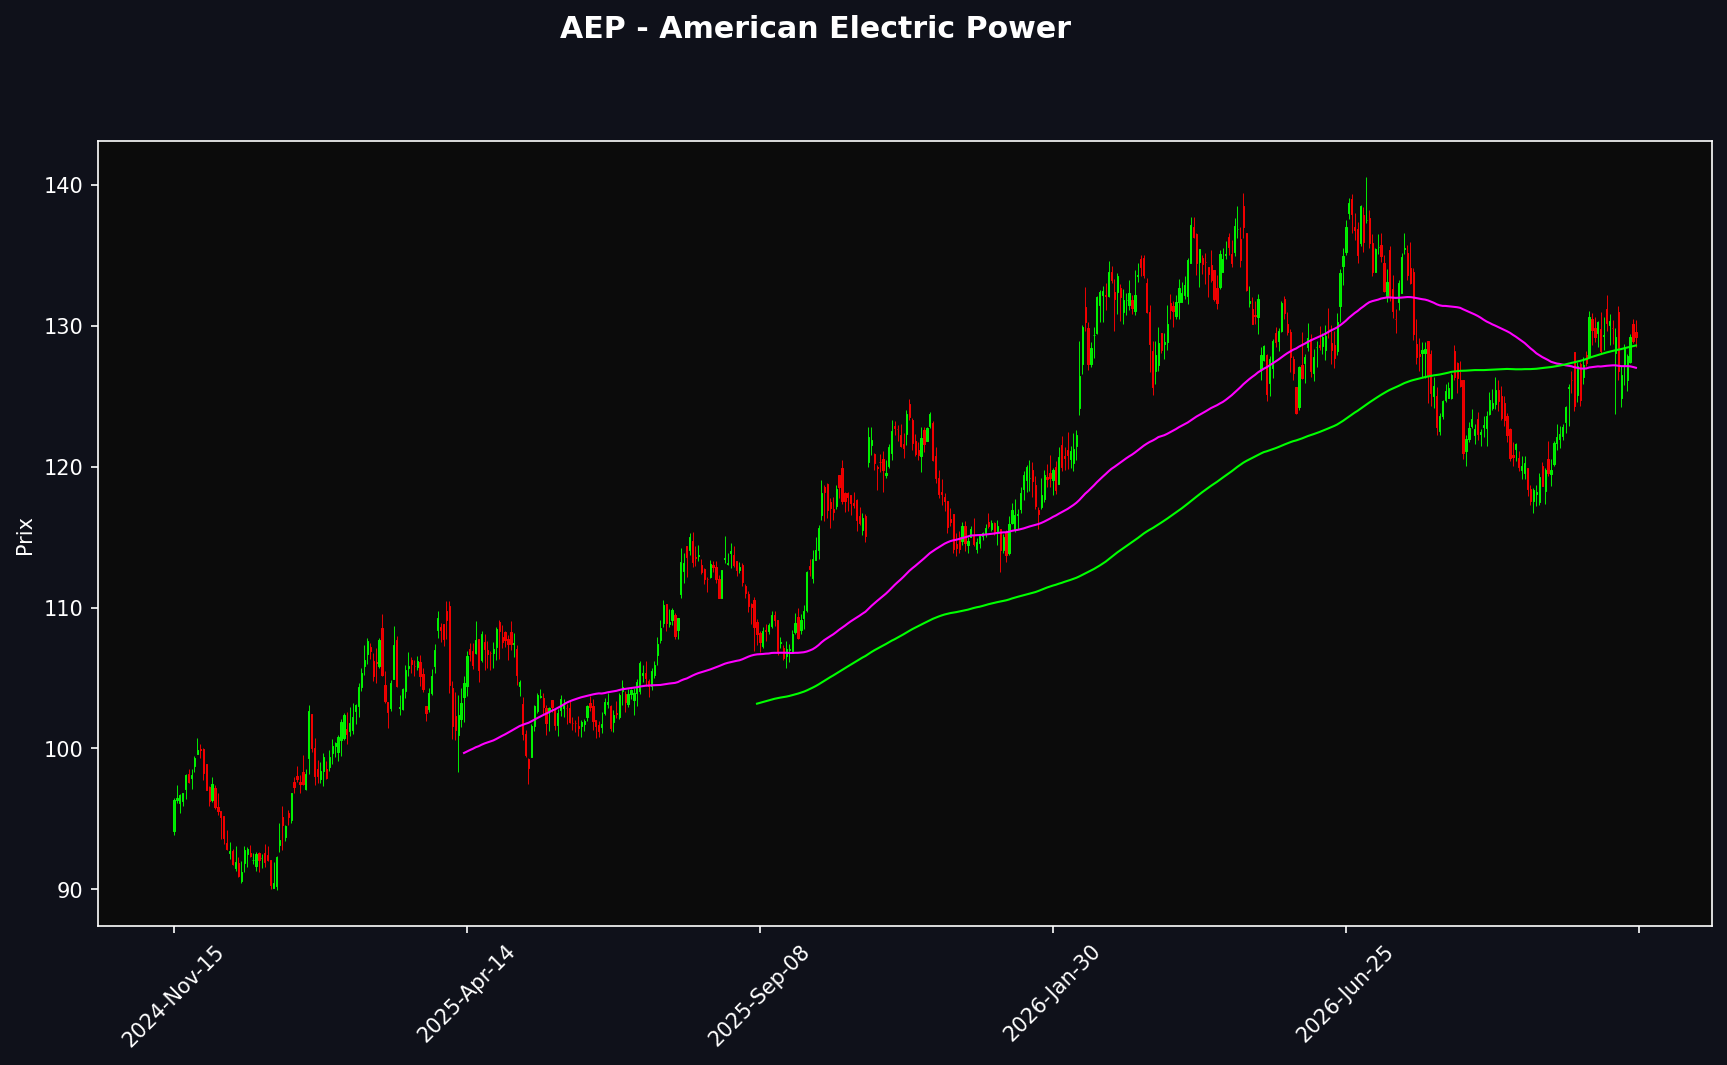 AEP - American Electric Power
Prix
140
130
120
110
100
90
2024-Nov-15
2025-Apr-14
2025-Sep-08
2026-Jan-30
2026-Jun-25